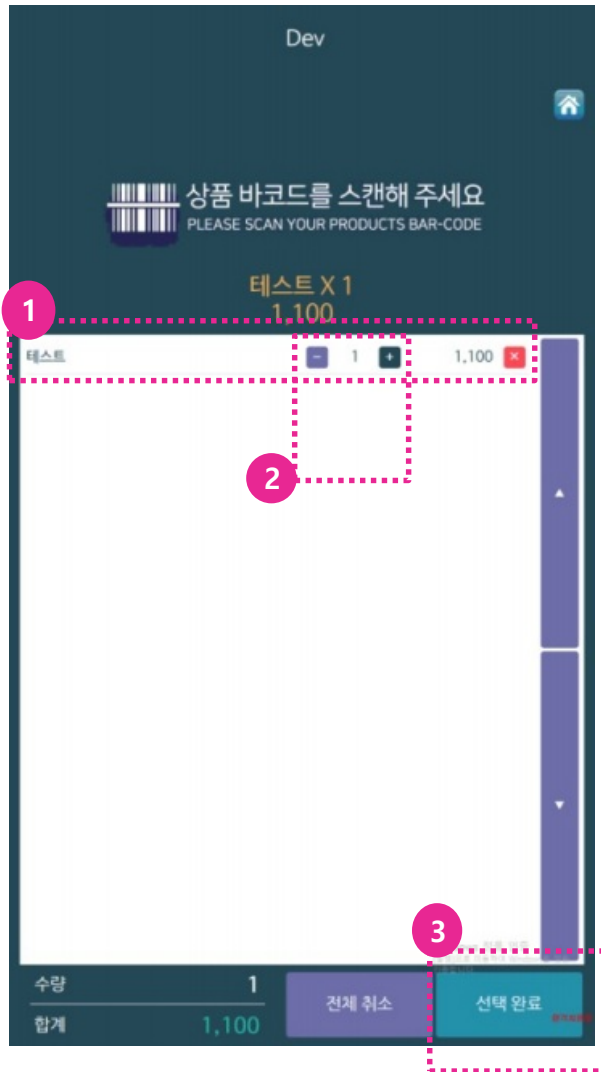 Dev
상품 바코드를 스캔해 주세요
PLEASE SCAN YOUR PRODUCTS BAR-CODE
테스트 X 1
1,100
1
테스트 - 1 + 1,100 ×
2
▲
▼
3
수량 1
합계 1,100
전체 취소
선택 완료